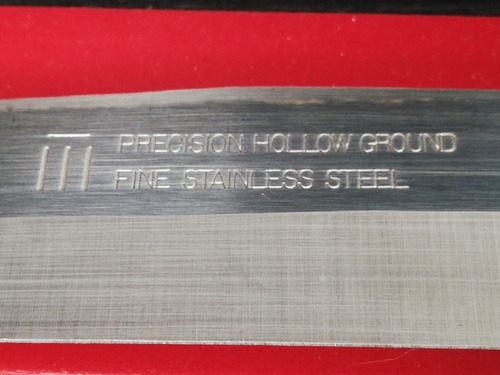 PRECISION HOLLOW GROUND
FINE STAINLESS STEEL